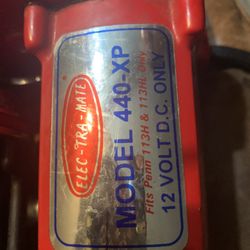 ELEC-TRA-MATE
MODEL 440-XP
Fits Penn 113H & 113HL Only
12 VOLT D.C. ONLY